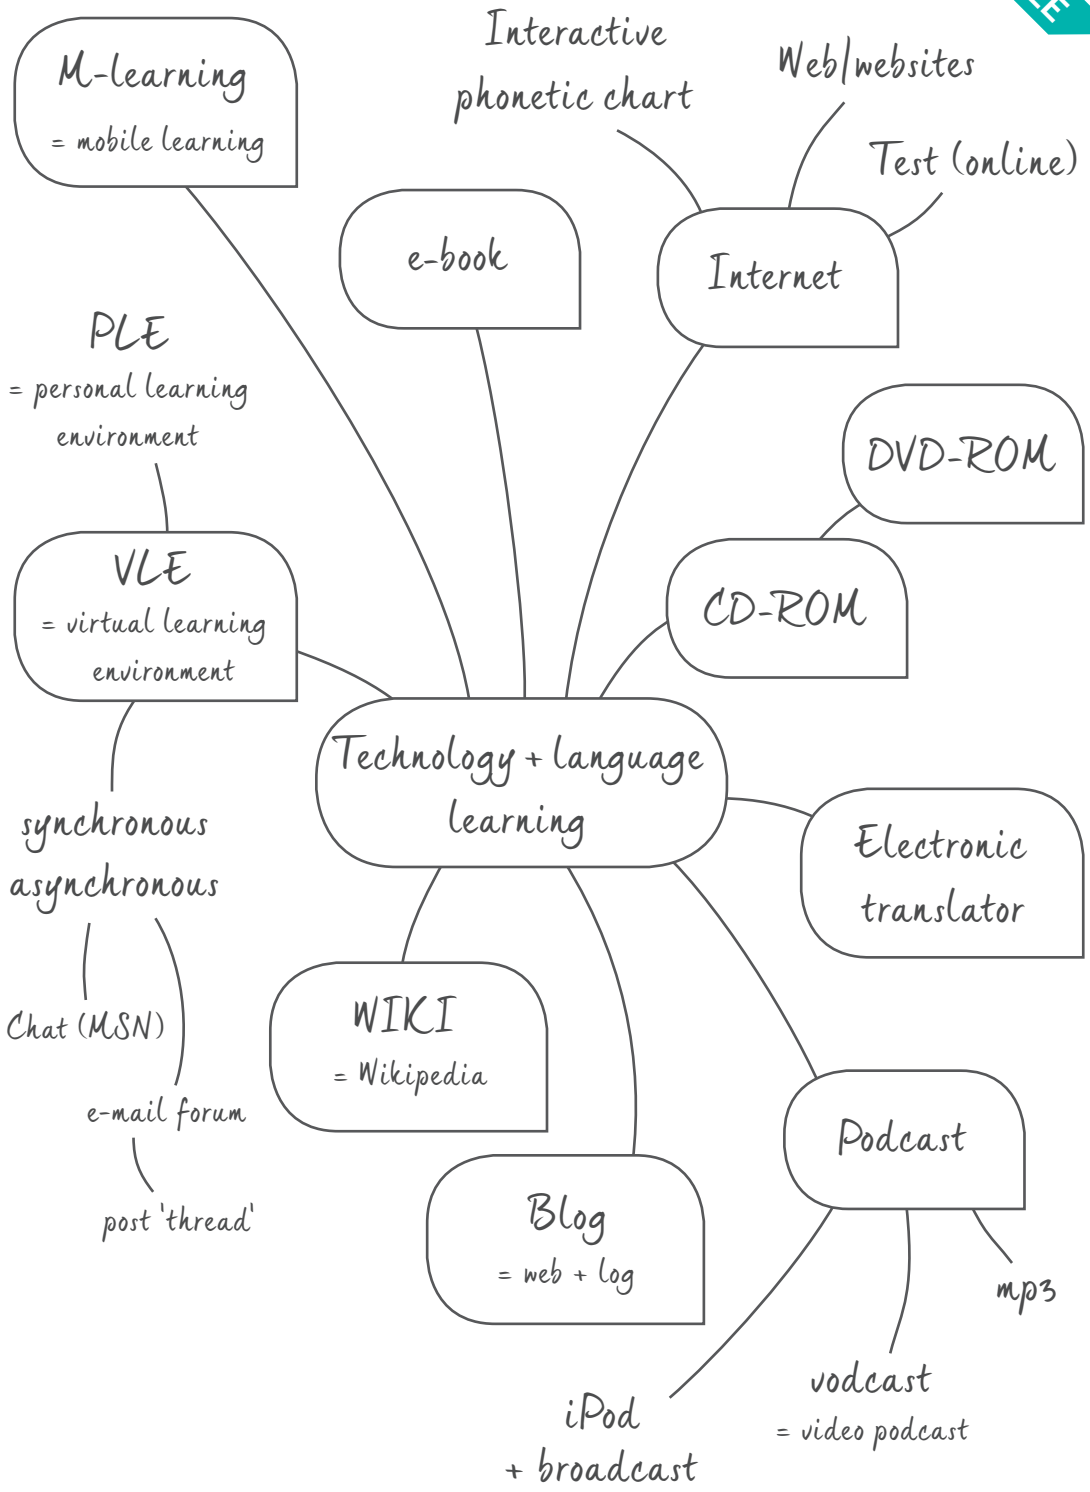 M-learning
= mobile learning
Interactive
phonetic chart
Web/websites
Test (online)
e-book
Internet
PLE
= personal learning
environment
DVD-ROM
VLE
= virtual learning
environment
CD-ROM
Technology + language
learning
synchronous
asynchronous
Electronic
translator
Chat (MSN)
e-mail forum
post 'thread'
WIKI
= Wikipedia
Blog
= web + log
Podcast
mp3
vodcast
= video podcast
iPod
+ broadcast